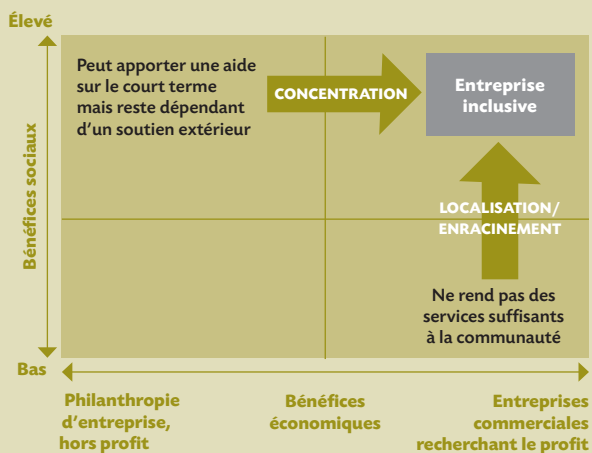 Élevé
Peut apporter une aide
sur le court terme
mais reste dépendant
d'un soutien extérieur
CONCENTRATION
Entreprise
inclusive
Bénéfices sociaux
LOCALISATION/
ENRACINEMENT
Ne rend pas des
services suffisants
à la communauté
Bas
Philanthropie
d'entreprise,
hors profit
Bénéfices
économiques
Entreprises
commerciales
recherchant le profit